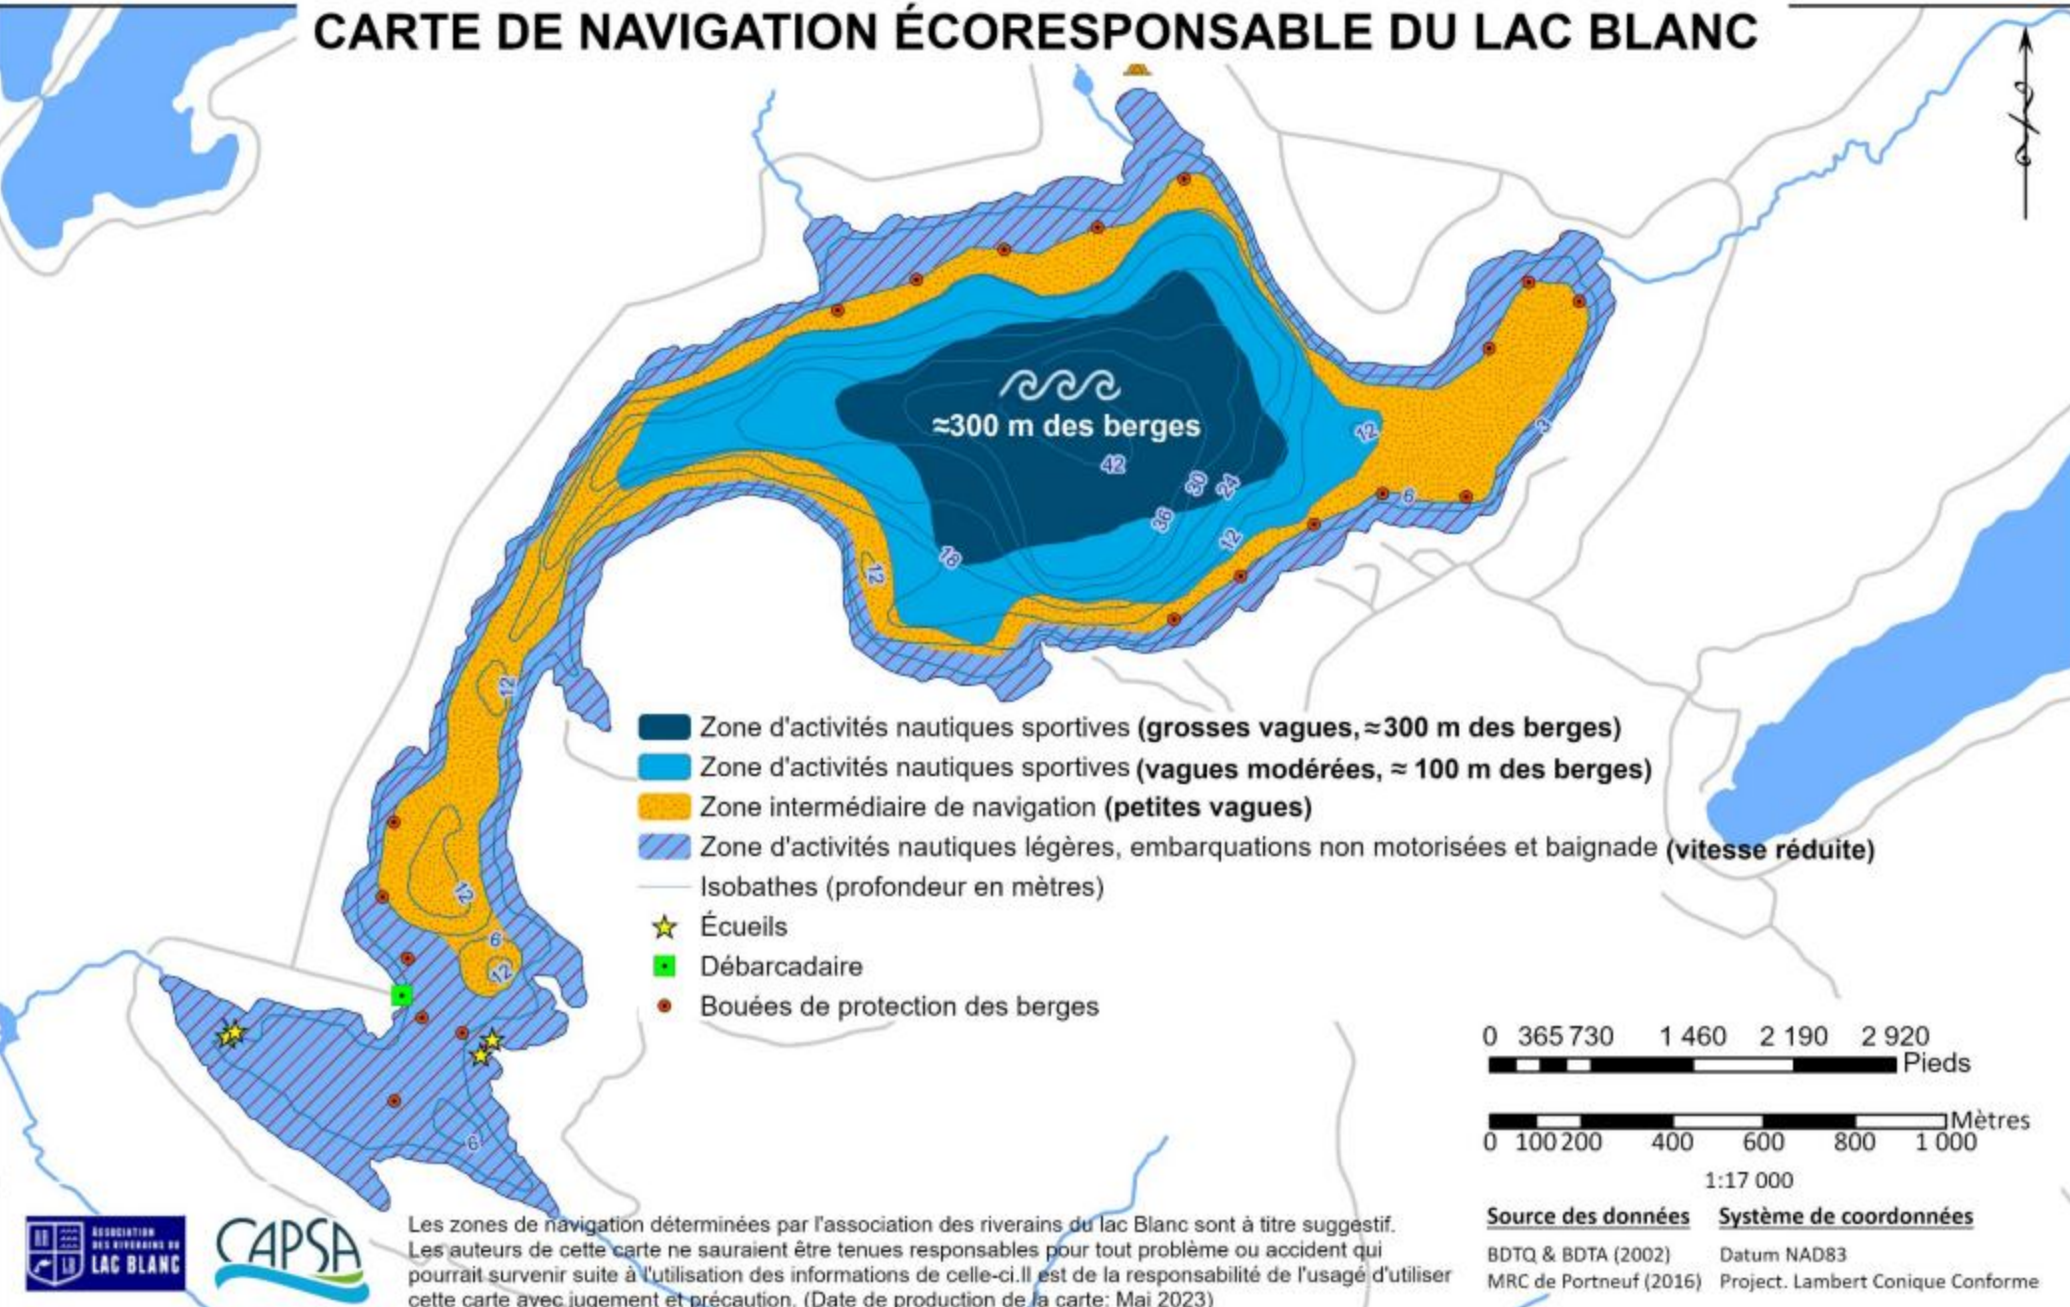 CARTE DE NAVIGATION ÉCORESPONSABLE DU LAC BLANC
≈300 m des berges
12
3
42
30
24
6
36
12
18
12
12
12
6
12
6
Zone d'activités nautiques sportives (grosses vagues, ≈300 m des berges)
Zone d'activités nautiques sportives (vagues modérées, ≈ 100 m des berges)
Zone intermédiaire de navigation (petites vagues)
Zone d'activités nautiques légères, embarquations non motorisées et baignade (vitesse réduite)
Isobathes (profondeur en mètres)
Écueils
Débarcadaire
Bouées de protection des berges
0 365 730 1 460 2 190 2 920
Pieds
Mètres
0 100 200 400 600 800 1 000
1:17 000
Source des données Système de coordonnées
BDTQ & BDTA (2002) Datum NAD83
MRC de Portneuf (2016) Project. Lambert Conique Conforme
ASSOCIATION
DES RIVERAINS DU
LAC BLANC
LB
CAPSA
Les zones de navigation déterminées par l'association des riverains du lac Blanc sont à titre suggestif.
Les auteurs de cette carte ne sauraient être tenues responsables pour tout problème ou accident qui
pourrait survenir suite à l'utilisation des informations de celle-ci.Il est de la responsabilité de l'usagé d'utiliser
cette carte avec jugement et précaution. (Date de production de la carte: Mai 2023)